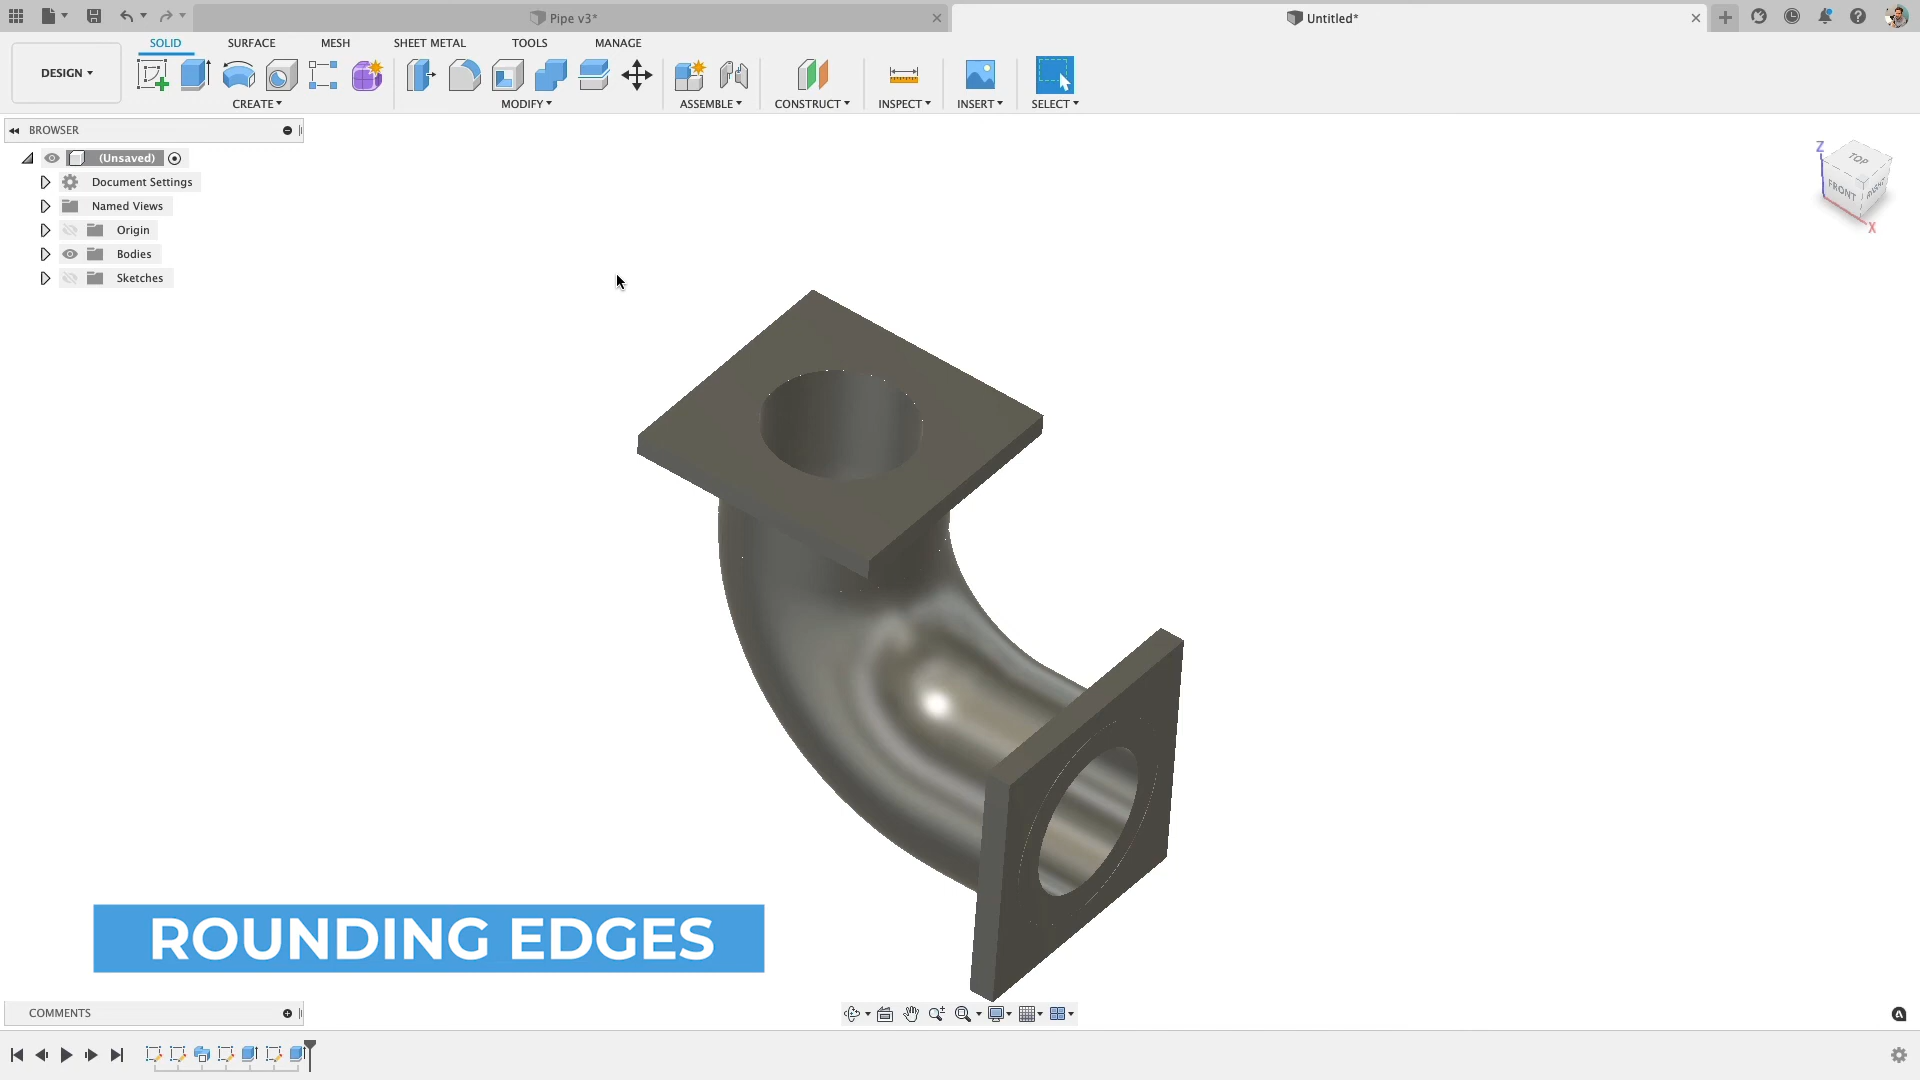 Pipe v3*
Untitled*
DESIGN
SOLID
SURFACE
MESH
SHEET METAL
TOOLS
MANAGE
CREATE
MODIFY
ASSEMBLE
CONSTRUCT
INSPECT
INSERT
SELECT
BROWSER
(Unsaved)
Document Settings
Named Views
Origin
Bodies
Sketches
Z
TOP
FRONT
RIGHT
X
ROUNDING EDGES
COMMENTS